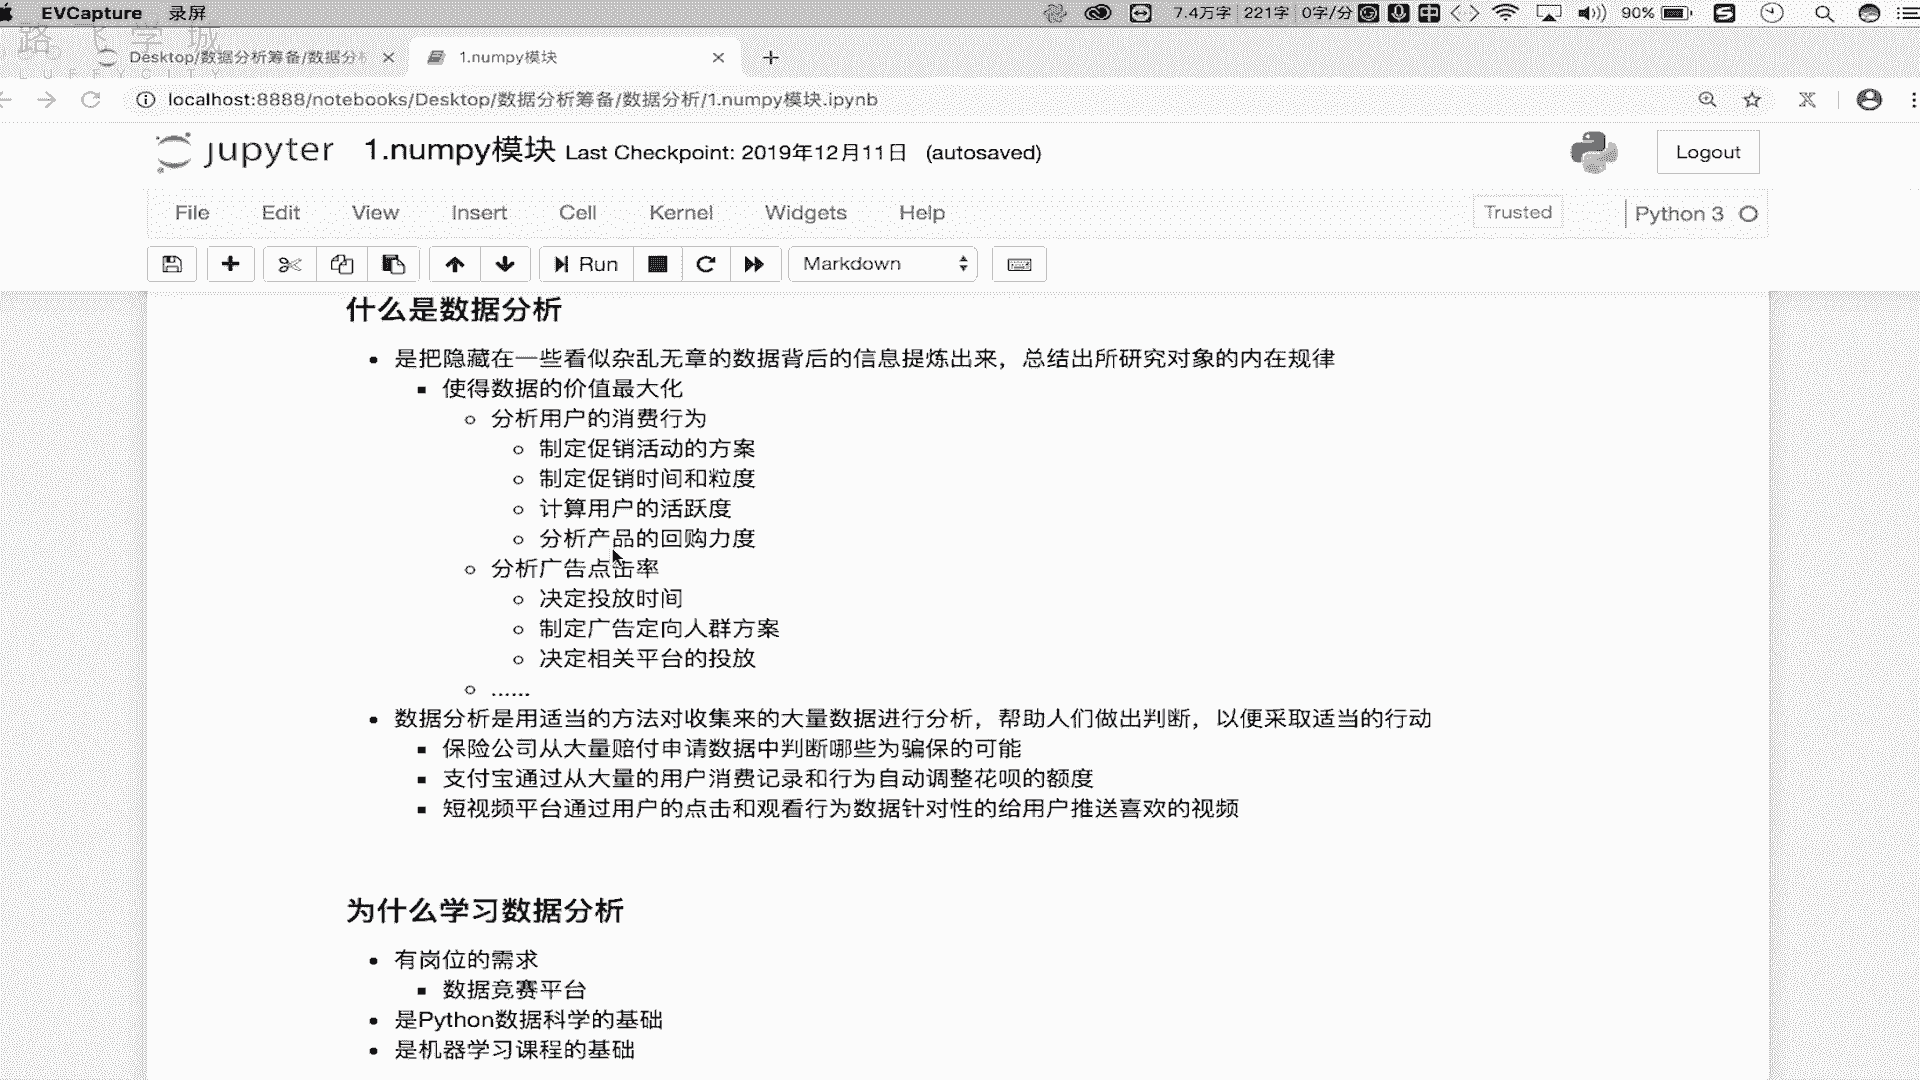 EVCapture 录屏 7.4万字 221字 0字/分 中 90%
路飞学城
LUFFYCITY
Desktop/数据分析筹备/数据分析 1.numpy模块
localhost:8888/notebooks/Desktop/数据分析筹备/数据分析/1.numpy模块.ipynb
jupyter 1.numpy模块 Last Checkpoint: 2019年12月11日 (autosaved) Logout
File Edit View Insert Cell Kernel Widgets Help Trusted Python 3
Run Markdown
什么是数据分析
是把隐藏在一些看似杂乱无章的数据背后的信息提炼出来，总结出所研究对象的内在规律
使得数据的价值最大化
分析用户的消费行为
制定促销活动的方案
制定促销时间和粒度
计算用户的活跃度
分析产品的回购力度
分析广告点击率
决定投放时间
制定广告定向人群方案
决定相关平台的投放
......
数据分析是用适当的方法对收集来的大量数据进行分析，帮助人们做出判断，以便采取适当的行动
保险公司从大量赔付申请数据中判断哪些为骗保的可能
支付宝通过从大量的用户消费记录和行为自动调整花呗的额度
短视频平台通过用户的点击和观看行为数据针对性的给用户推送喜欢的视频
为什么学习数据分析
有岗位的需求
数据竞赛平台
是Python数据科学的基础
是机器学习课程的基础